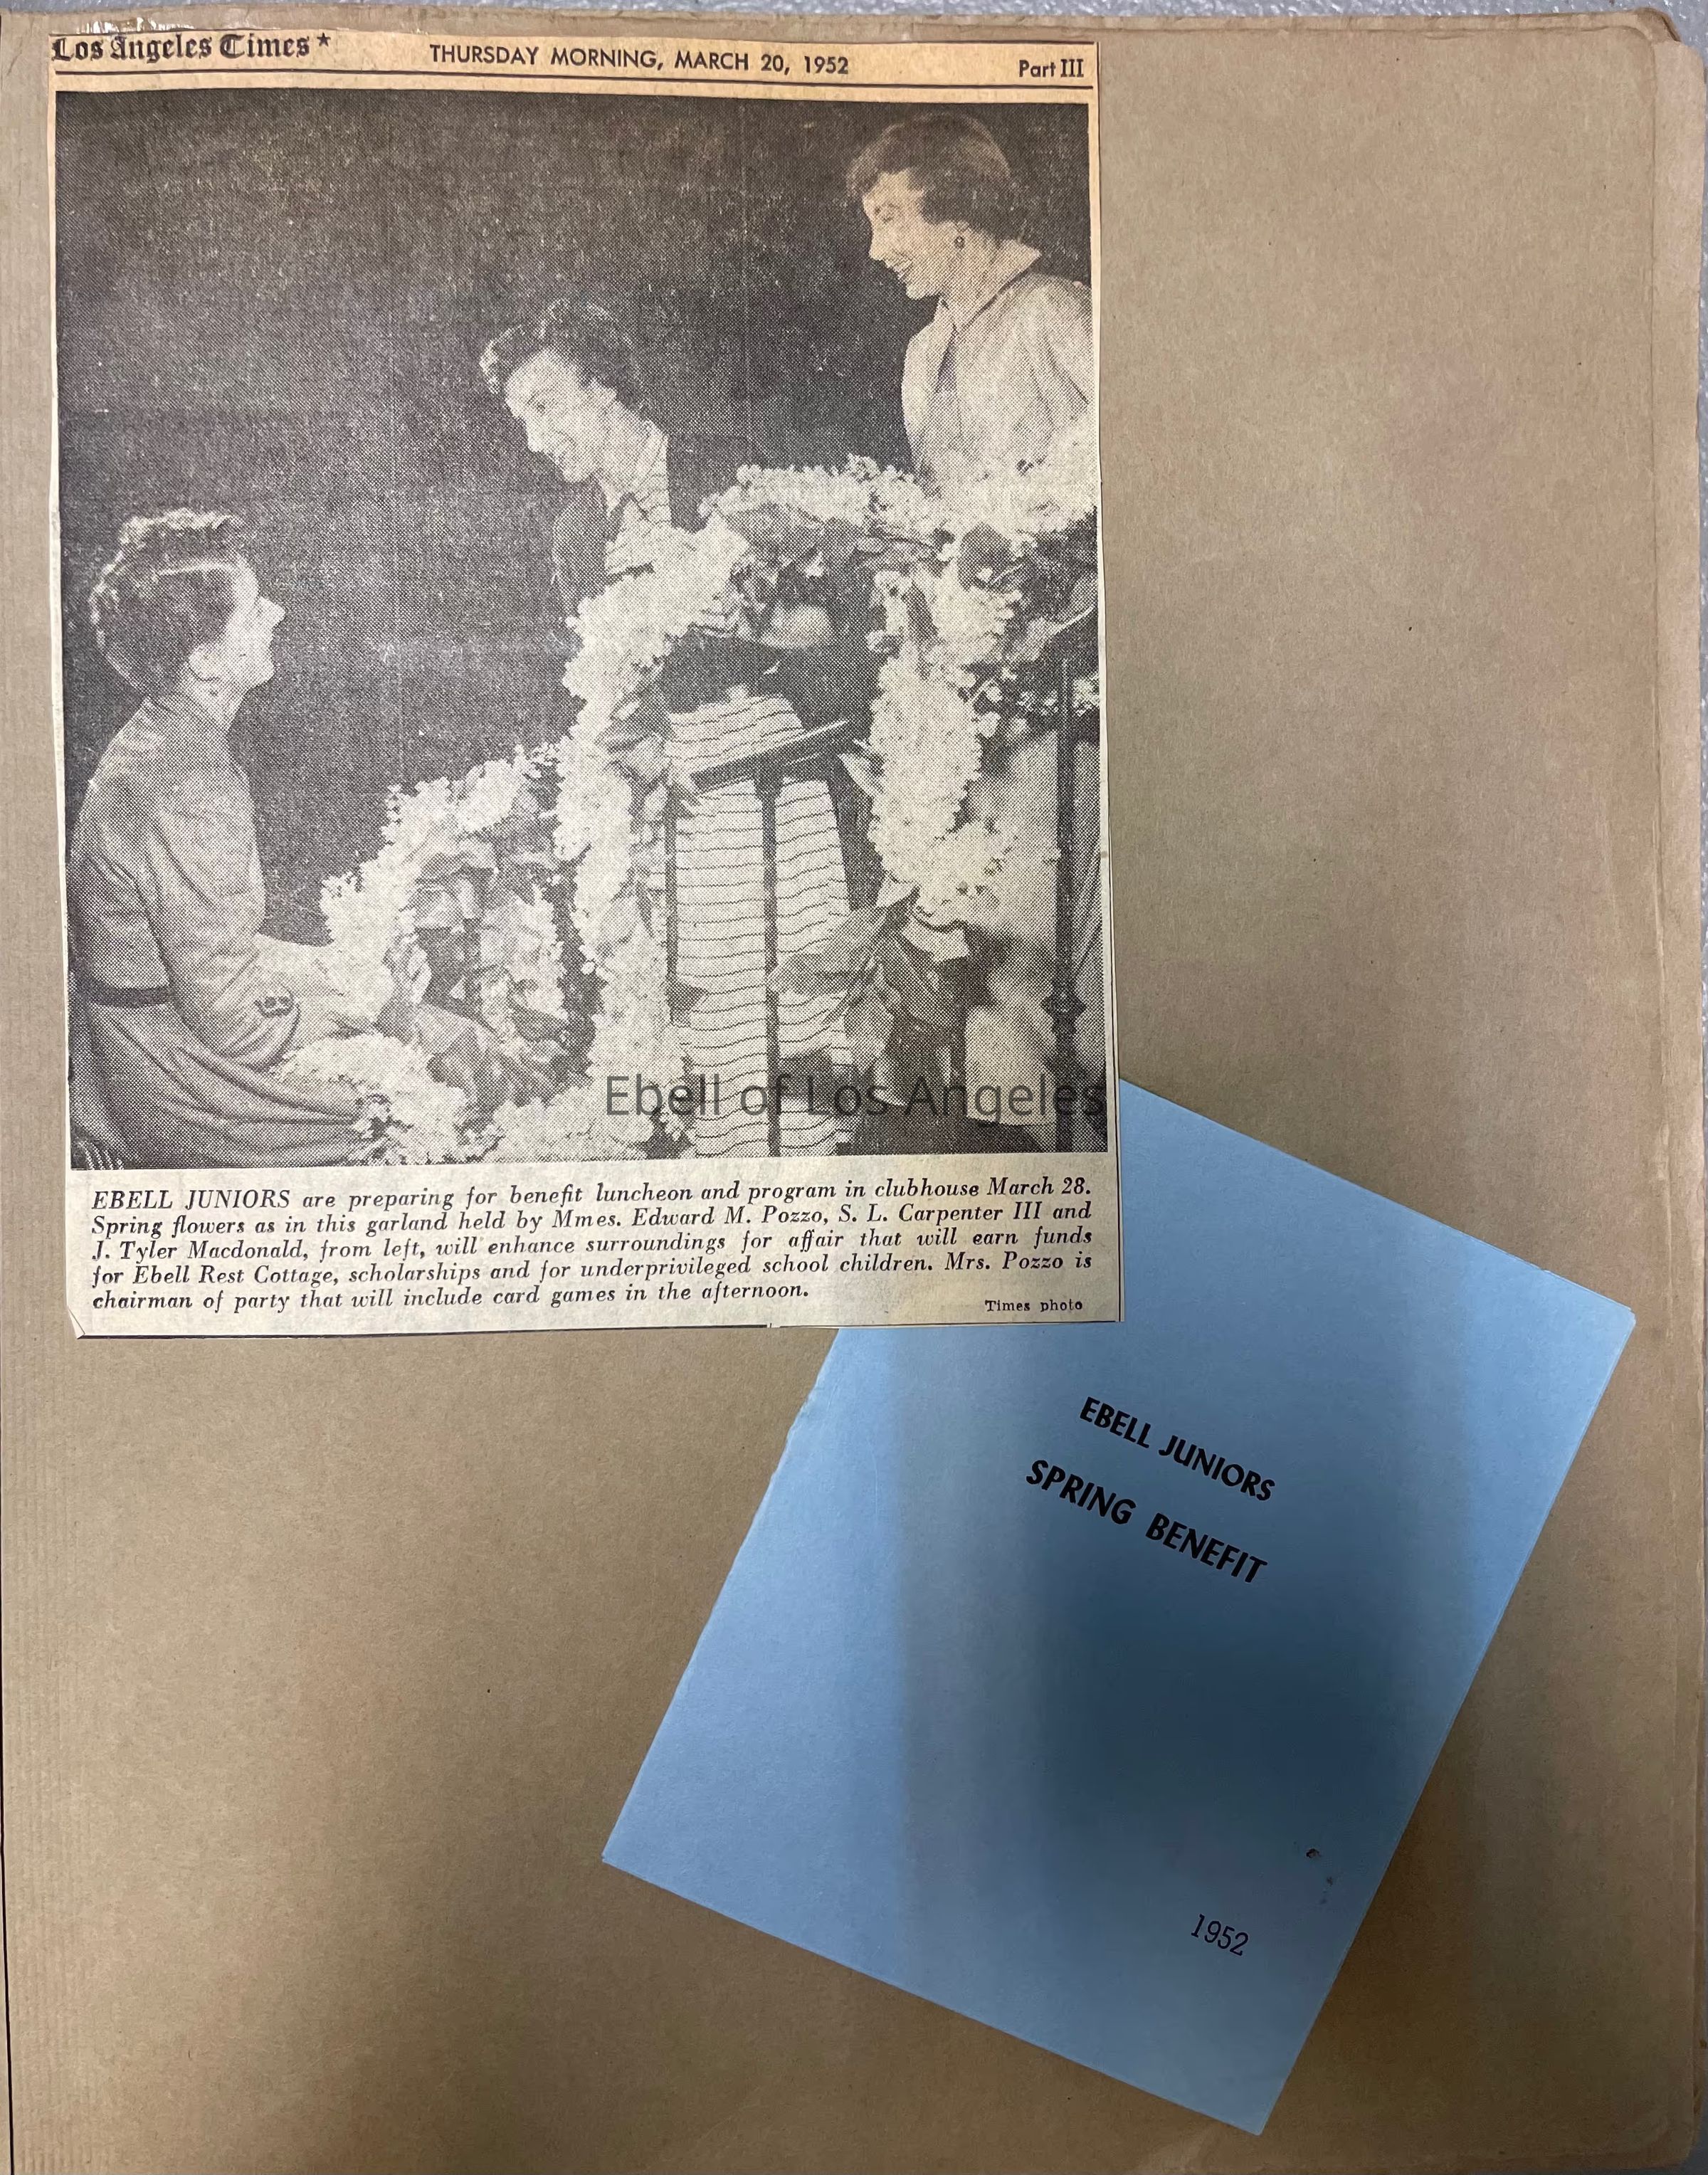 Los Angeles Times ★ THURSDAY MORNING, MARCH 20, 1952 Part III
Ebell of Los Angeles
EBELL JUNIORS are preparing for benefit luncheon and program in clubhouse March 28.
Spring flowers as in this garland held by Mmes. Edward M. Pozzo, S. L. Carpenter III and
J. Tyler Macdonald, from left, will enhance surroundings for affair that will earn funds
for Ebell Rest Cottage, scholarships and for underprivileged school children. Mrs. Pozzo is
chairman of party that will include card games in the afternoon.
Times photo
EBELL JUNIORS
SPRING BENEFIT
1952